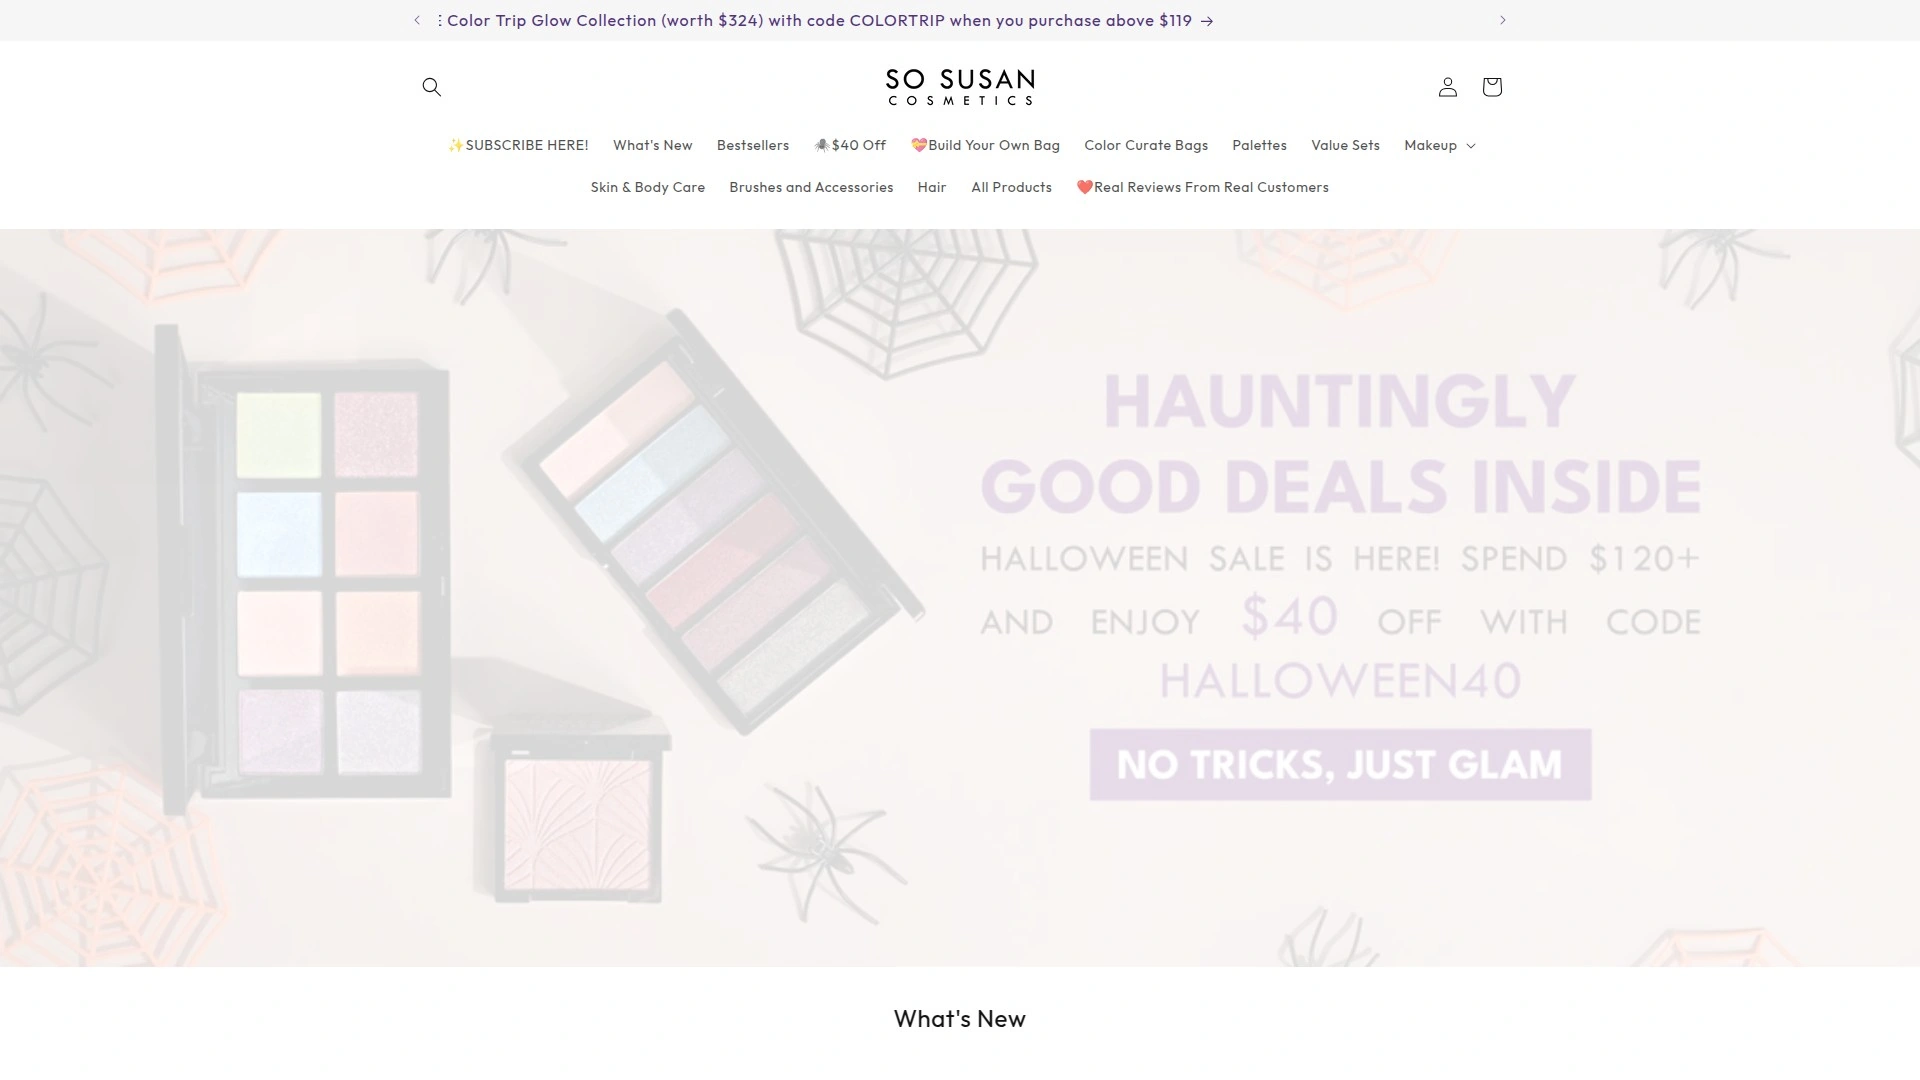 Color Trip Glow Collection (worth $324) with code COLORTRIP when you purchase above $119 →
SO SUSAN
COSMETICS
✨SUBSCRIBE HERE! What's New Bestsellers 🕷️$40 Off 💝Build Your Own Bag Color Curate Bags Palettes Value Sets Makeup
Skin & Body Care Brushes and Accessories Hair All Products ❤️Real Reviews From Real Customers
HAUNTINGLY
GOOD DEALS INSIDE
HALLOWEEN SALE IS HERE! SPEND $120+
AND ENJOY $40 OFF WITH CODE
HALLOWEEN40
NO TRICKS, JUST GLAM
What's New